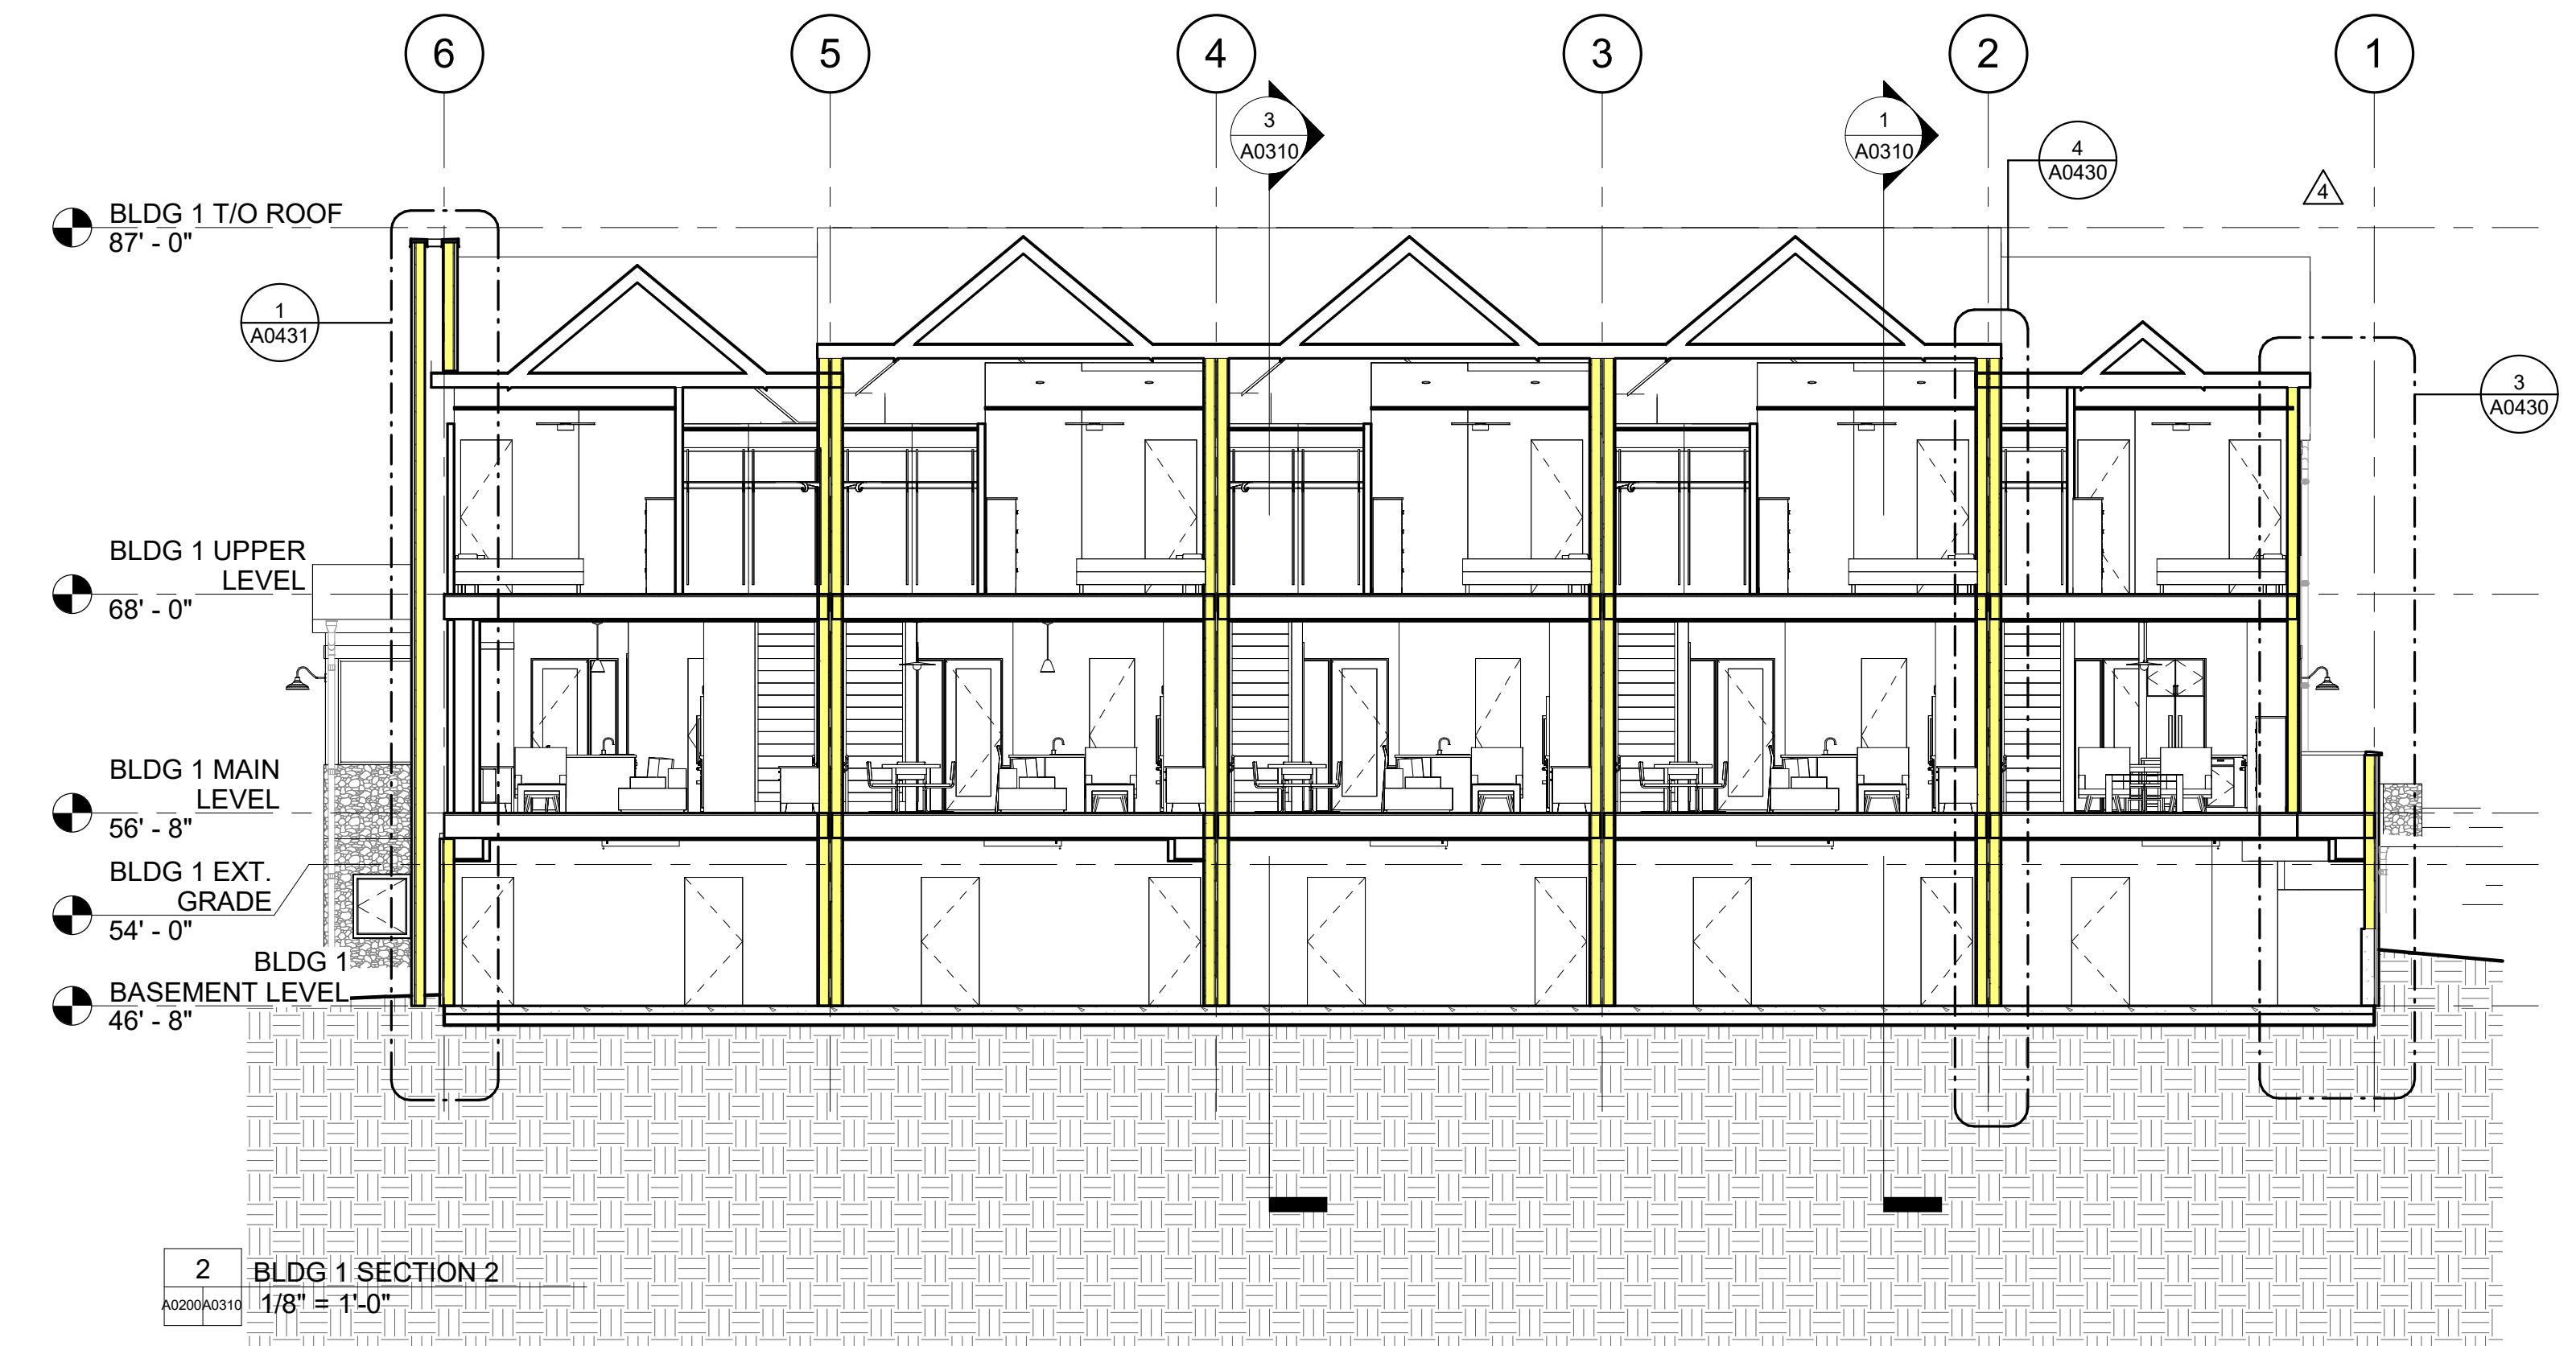 6
5
4
3
2
1
3
A0310
1
A0310
4
A0430
4
BLDG 1 T/O ROOF
87' - 0"
1
A0431
3
A0430
BLDG 1 UPPER
LEVEL
68' - 0"
BLDG 1 MAIN
LEVEL
56' - 8"
BLDG 1 EXT.
GRADE
54' - 0"
BLDG 1
BASEMENT LEVEL
46' - 8"
2
BLDG 1 SECTION 2
A0200
A0310
1/8" = 1'-0"